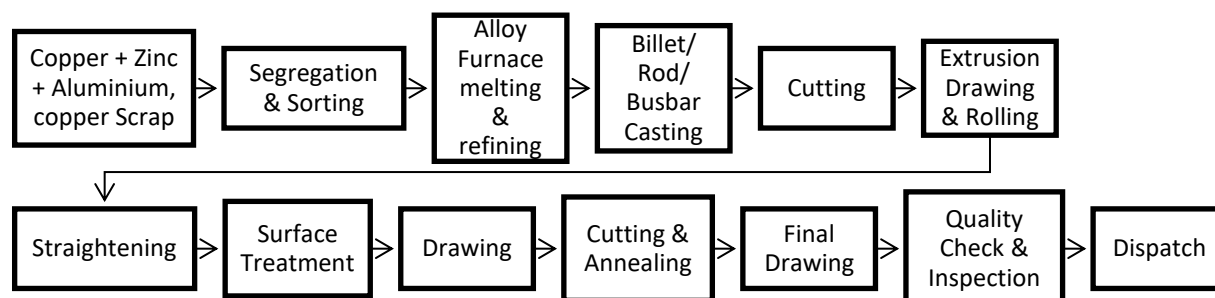 Copper + Zinc
+ Aluminium,
copper Scrap
Segregation
& Sorting
Alloy
Furnace
melting
&
refining
Billet/
Rod/
Busbar
Casting
Cutting
Extrusion
Drawing
& Rolling
Straightening
Surface
Treatment
Drawing
Cutting &
Annealing
Final
Drawing
Quality
Check &
Inspection
Dispatch